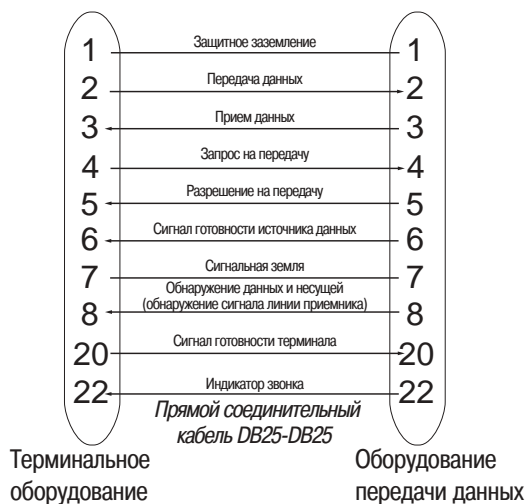 1 Защитное заземление 1
2 Передача данных 2
3 Прием данных 3
4 Запрос на передачу 4
5 Разрешение на передачу 5
6 Сигнал готовности источника данных 6
7 Сигнальная земля 7
Обнаружение данных и несущей
8 (обнаружение сигнала линии приемника) 8
20 Сигнал готовности терминала 20
22 Индикатор звонка 22
Прямой соединительный
кабель DB25-DB25
Терминальное
оборудование
Оборудование
передачи данных